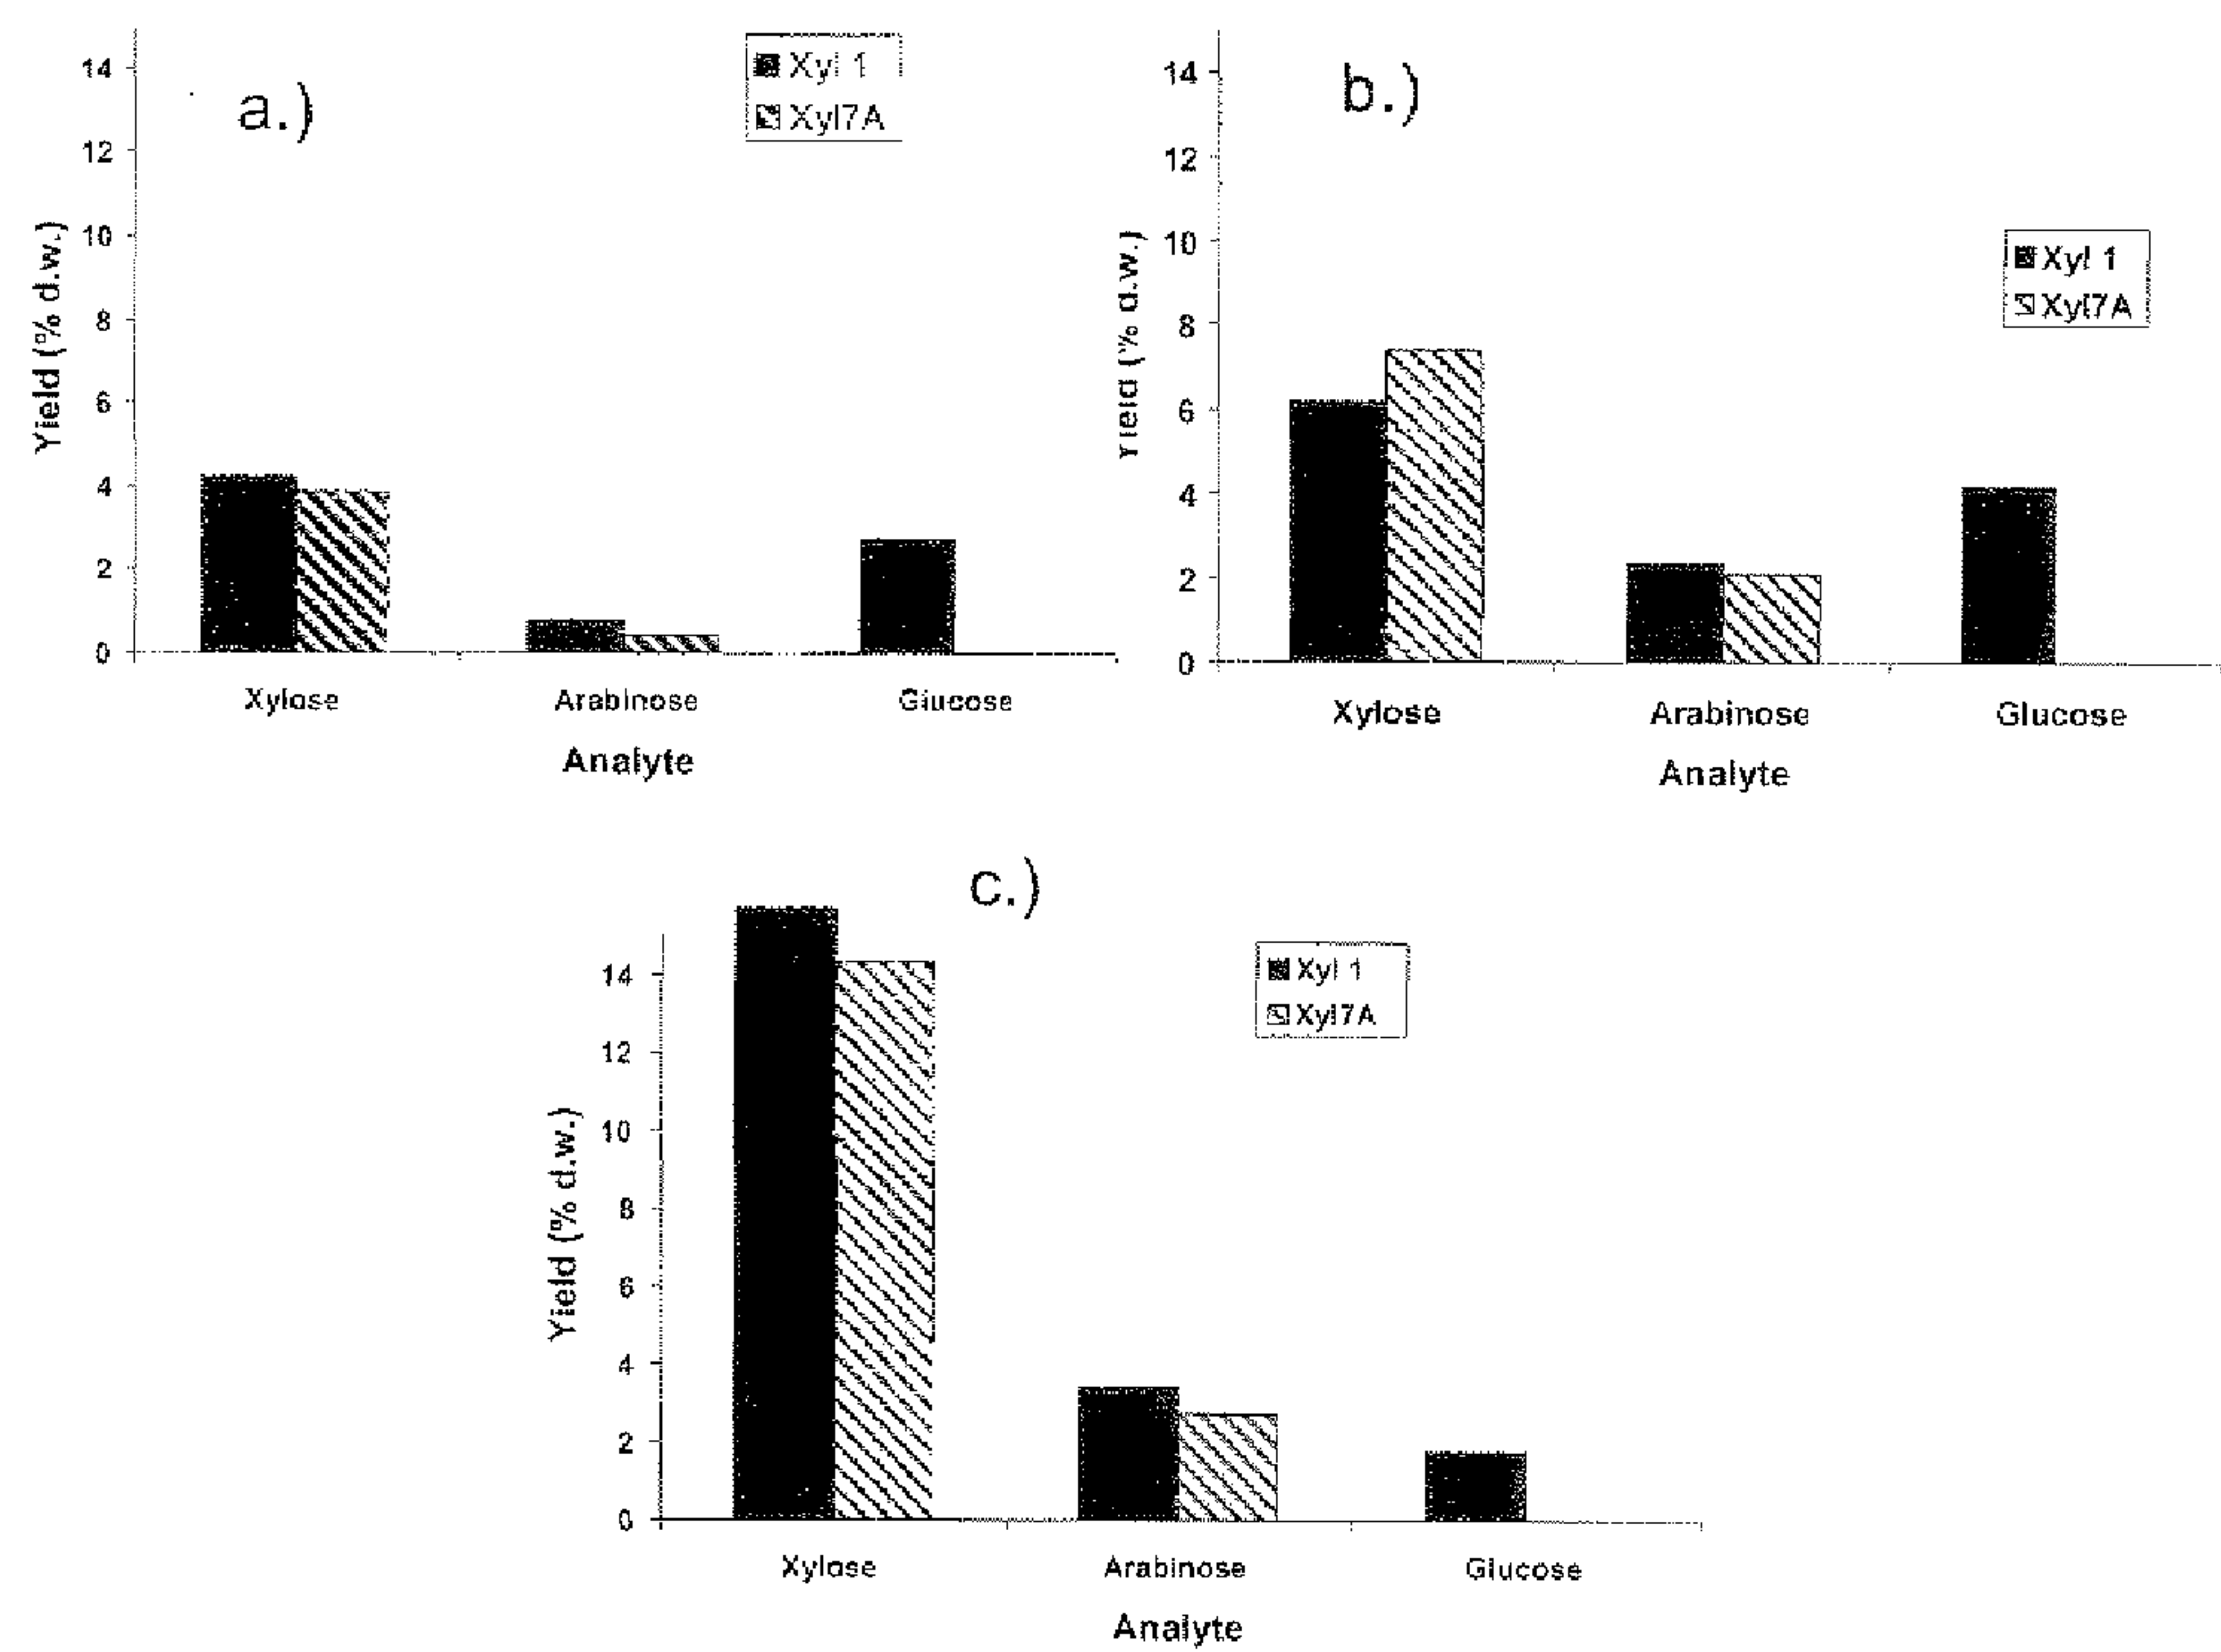 a.)
Xyl 1
Xyl7A
Yield (% d.w.)
14
12
10
8
6
4
2
0
Xylose
Arabinose
Glucose
Analyte
b.)
Xyl 1
Xyl7A
Yield (% d.w.)
14
12
10
8
6
4
2
0
Xylose
Arabinose
Glucose
Analyte
c.)
Xyl 1
Xyl7A
Yield (% d.w.)
14
12
10
8
6
4
2
0
Xylose
Arabinose
Glucose
Analyte